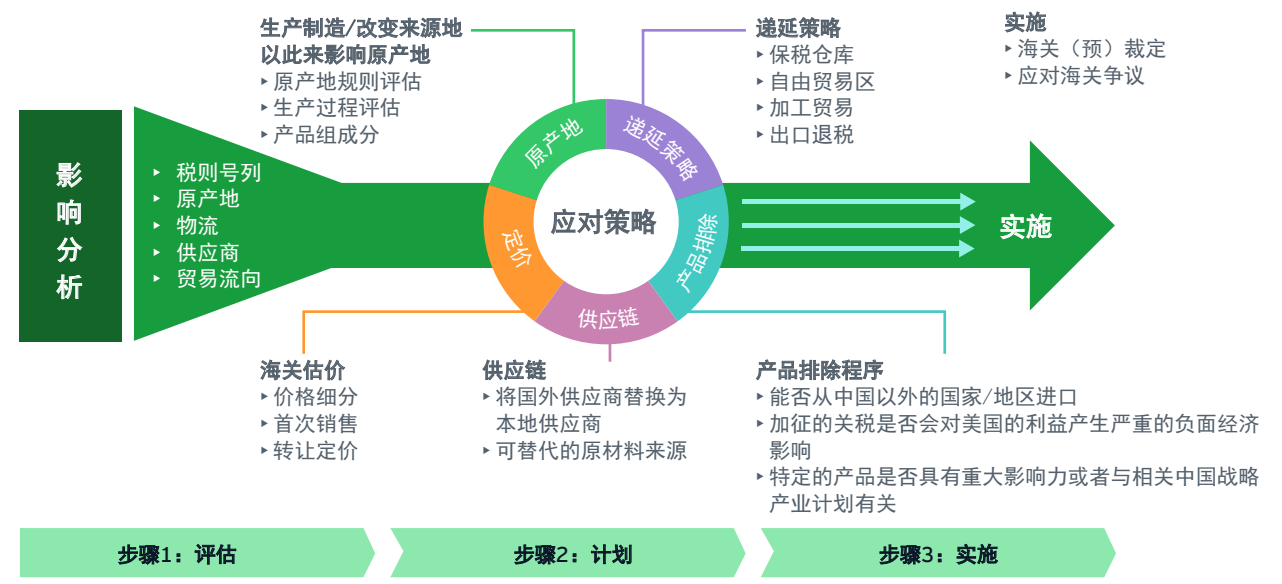 生产制造/改变来源地
以此来影响原产地
‣ 原产地规则评估
‣ 生产过程评估
‣ 产品组成分
递延策略
‣ 保税仓库
‣ 自由贸易区
‣ 加工贸易
‣ 出口退税
实施
‣ 海关（预）裁定
‣ 应对海关争议
影响分析
‣ 税则号列
‣ 原产地
‣ 物流
‣ 供应商
‣ 贸易流向
原产地
递延策略
定价
应对策略
产品排除
供应链
实施
海关估价
‣ 价格细分
‣ 首次销售
‣ 转让定价
供应链
‣ 将国外供应商替换为
本地供应商
‣ 可替代的原材料来源
产品排除程序
‣ 能否从中国以外的国家/地区进口
‣ 加征的关税是否会对美国的利益产生严重的负面经济
影响
‣ 特定的产品是否具有重大影响力或者与相关中国战略
产业计划有关
步骤1：评估
步骤2：计划
步骤3：实施